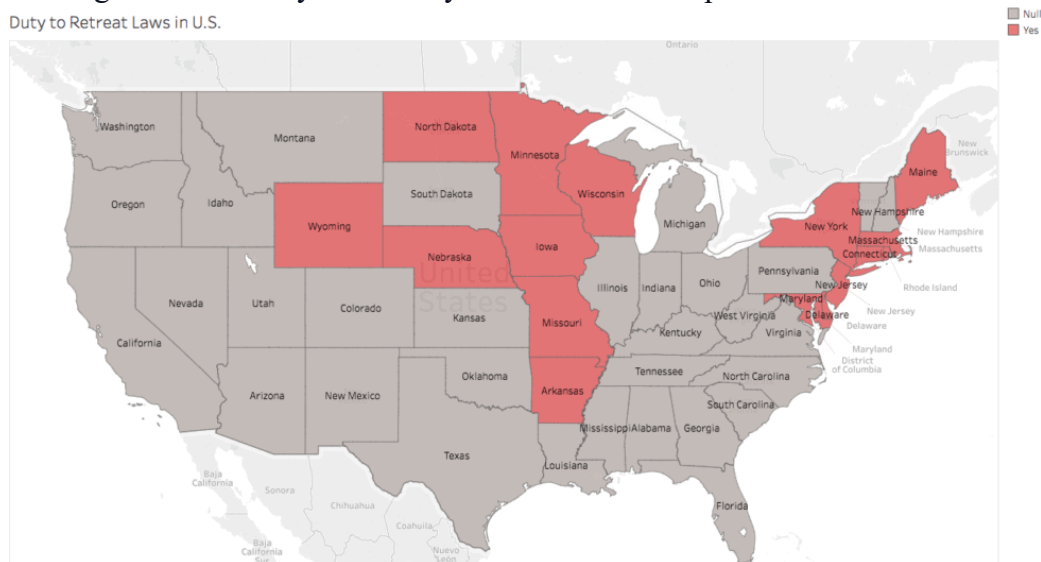 Duty to Retreat Laws in U.S.
Null
Yes
Ontario
Washington
Montana
North Dakota
Minnesota
Maine
New
Brunswick
Oregon
Idaho
Wyoming
South Dakota
Wisconsin
Michigan
New York
New Hampshire
New Hampshire
Massachusetts
Massachusetts
Connecticut
Rhode Island
Nebraska
Iowa
United
States
Illinois
Indiana
Ohio
Pennsylvania
New Jersey
New Jersey
Nevada
Utah
Colorado
Kansas
Missouri
Kentucky
West Virginia
Virginia
Maryland
Delaware
Delaware
Maryland
District
of Columbia
California
Arizona
New Mexico
Oklahoma
Arkansas
Tennessee
North Carolina
South Carolina
Texas
Louisiana
Mississippi
Alabama
Georgia
Florida
Baja
California
Sonora
Chihuahua
Coahuila
Baja
California
Sur
Nuevo
León